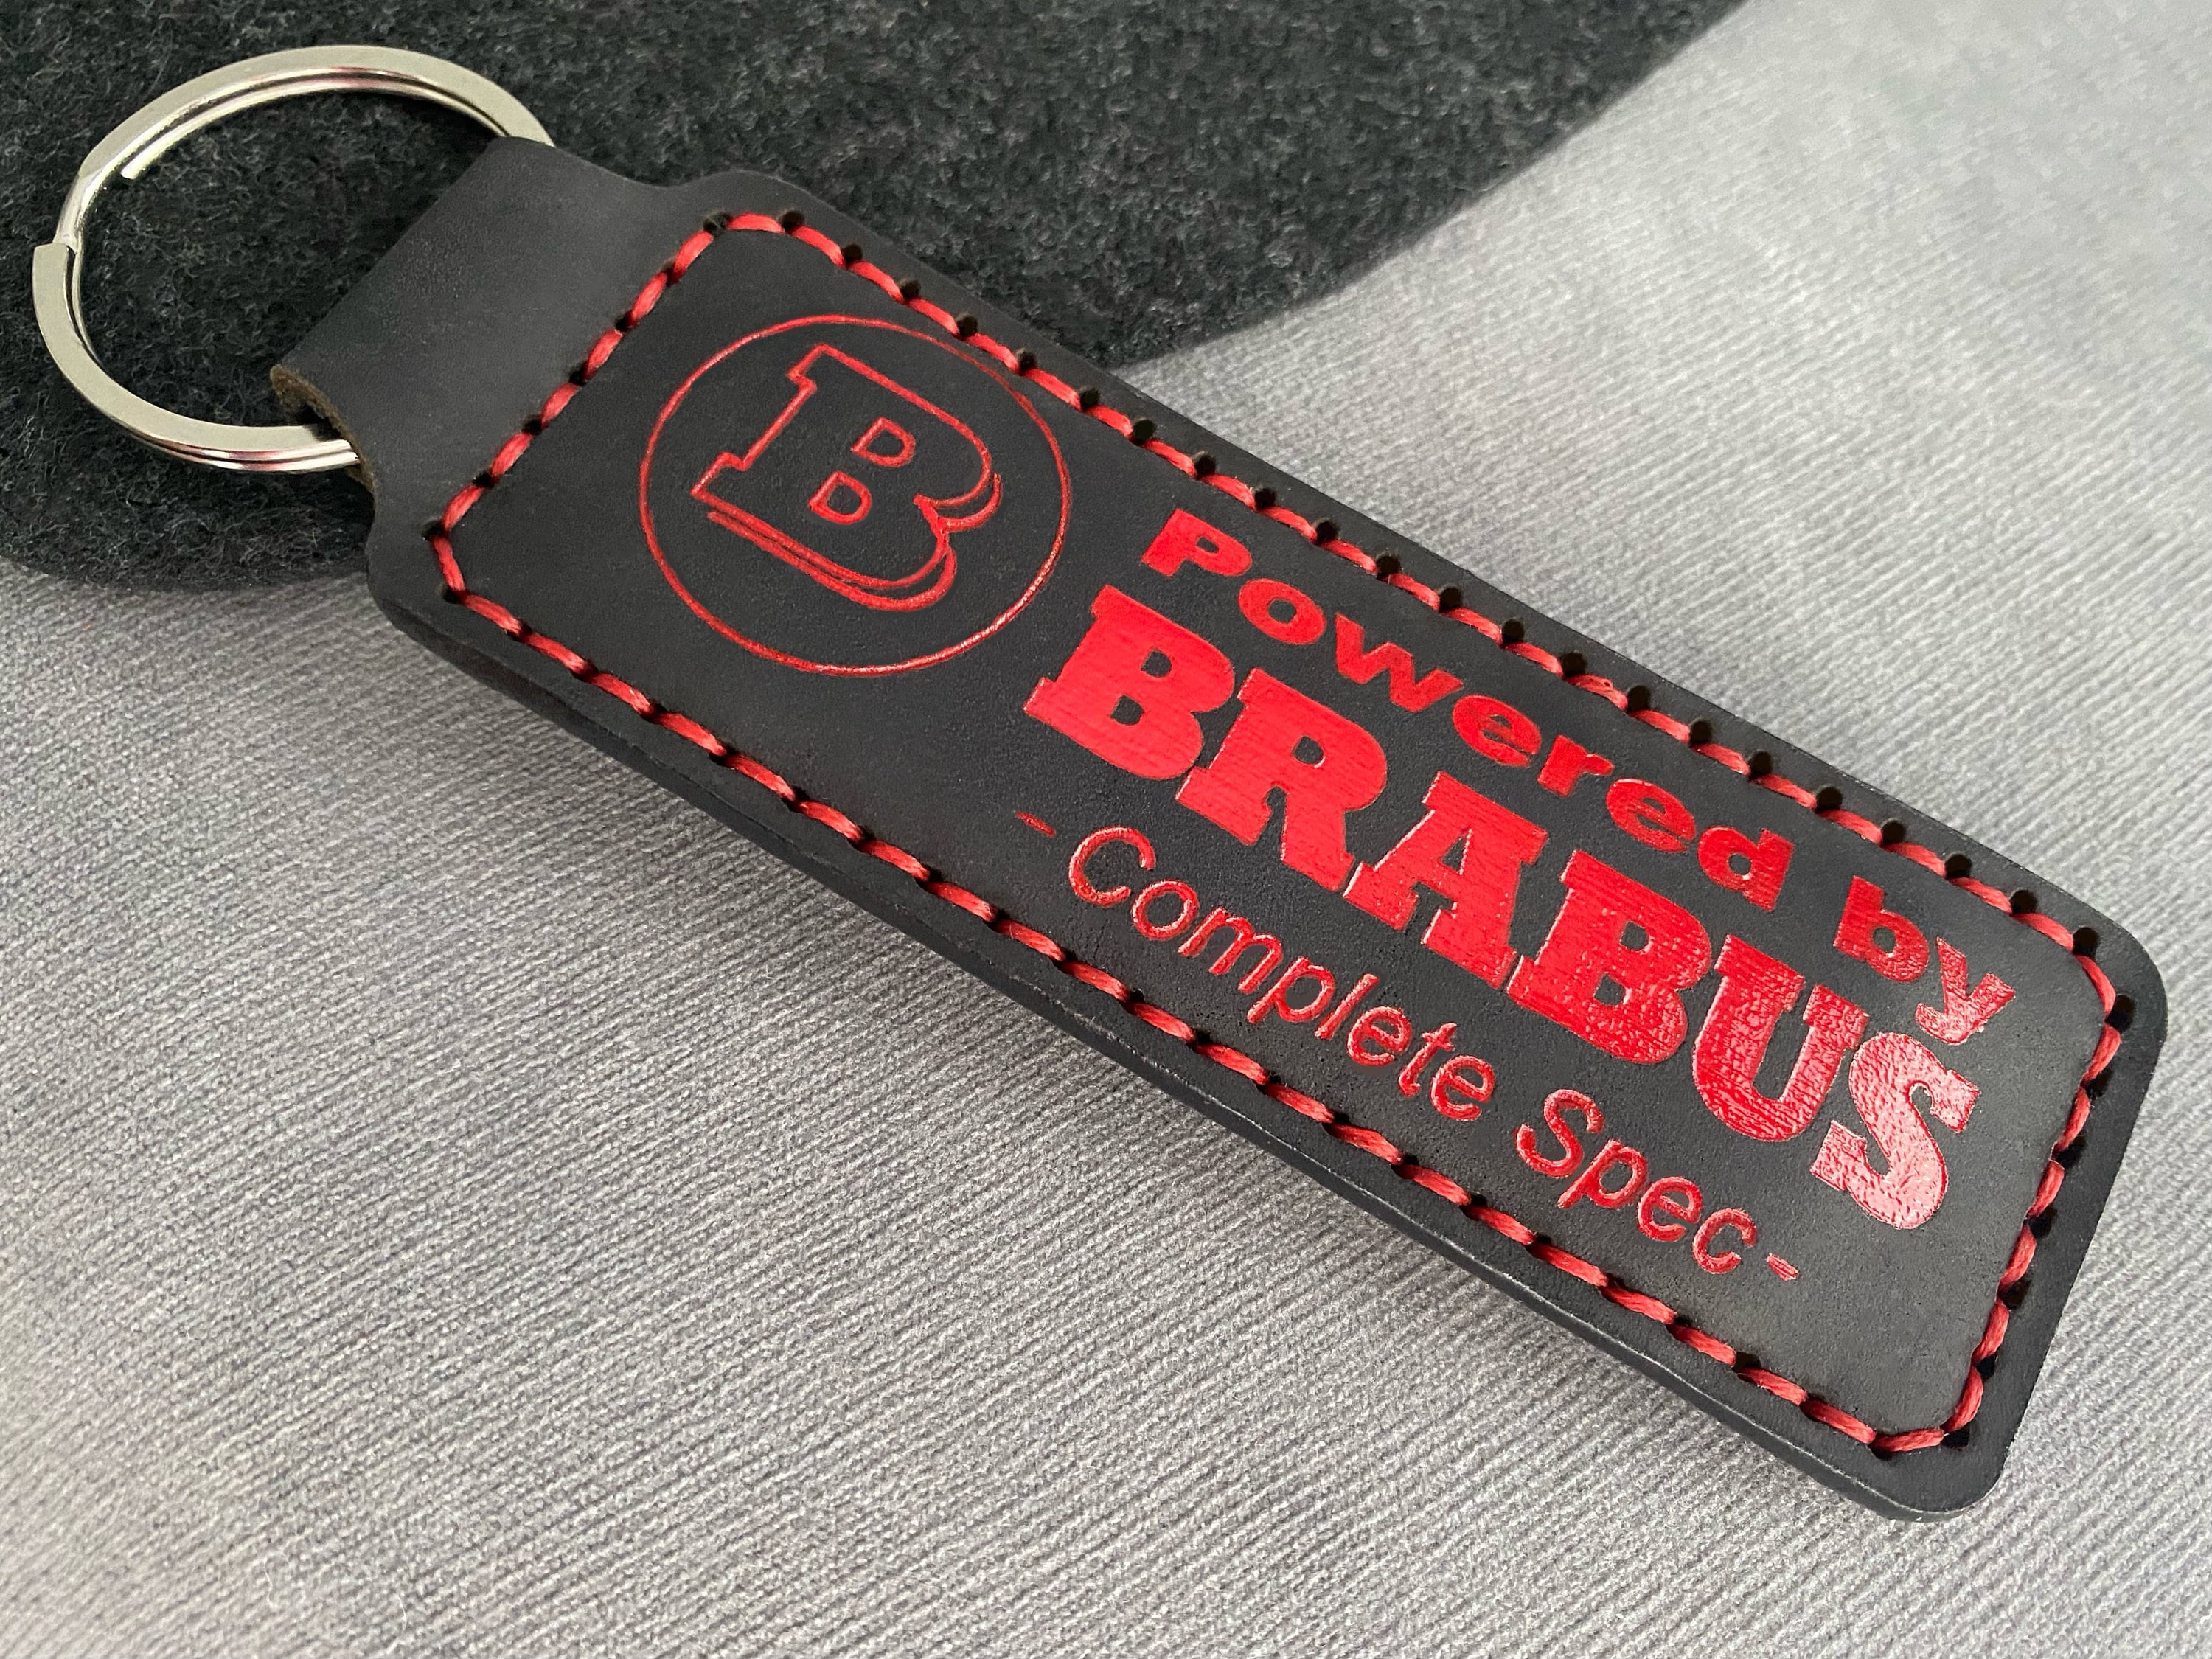 B
Powered by
BRABUS
-Complete Spec-